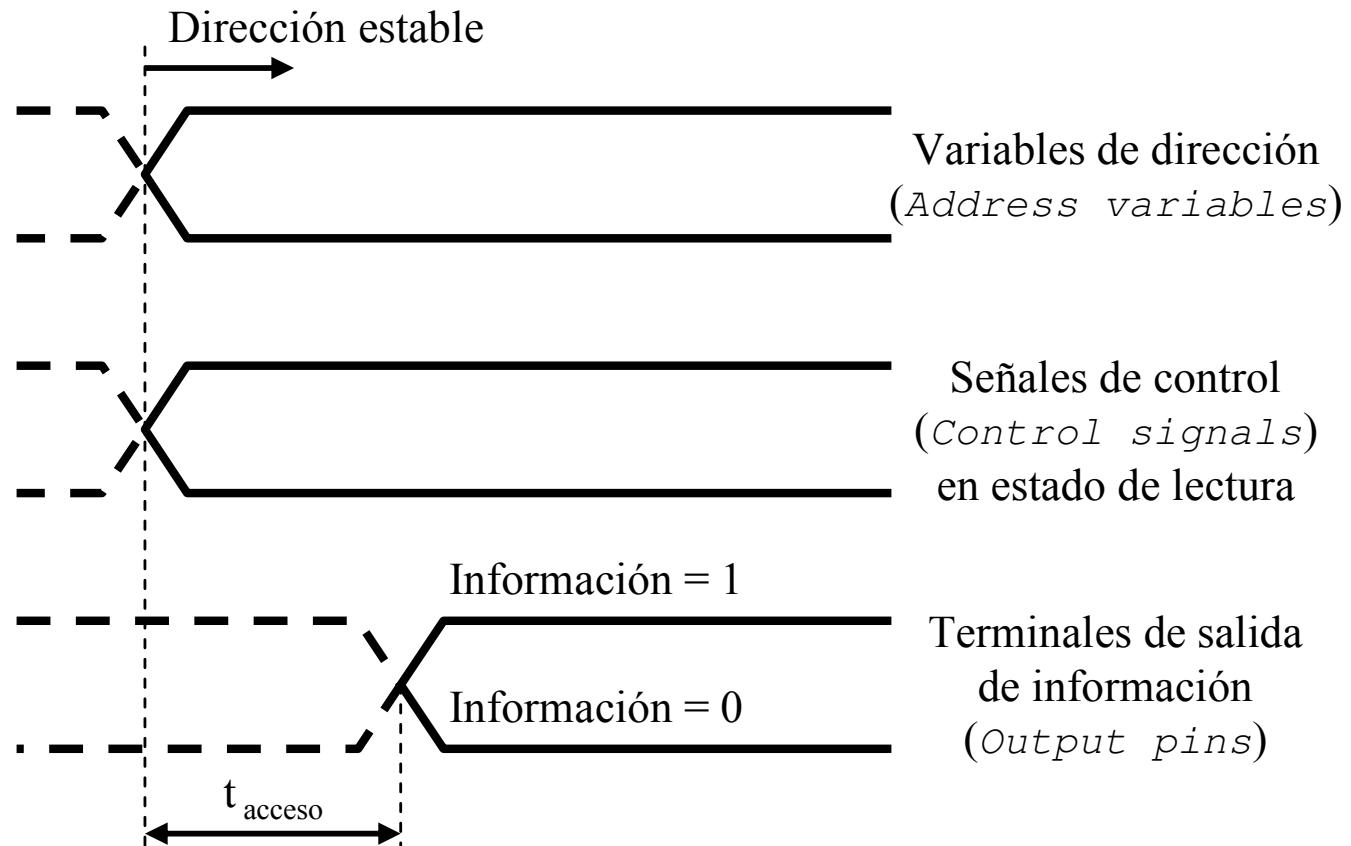 Dirección estable
Variables de dirección
(Address variables)
Señales de control
(Control signals)
en estado de lectura
Información = 1
Terminales de salida
de información
(Output pins)
Información = 0
t acceso